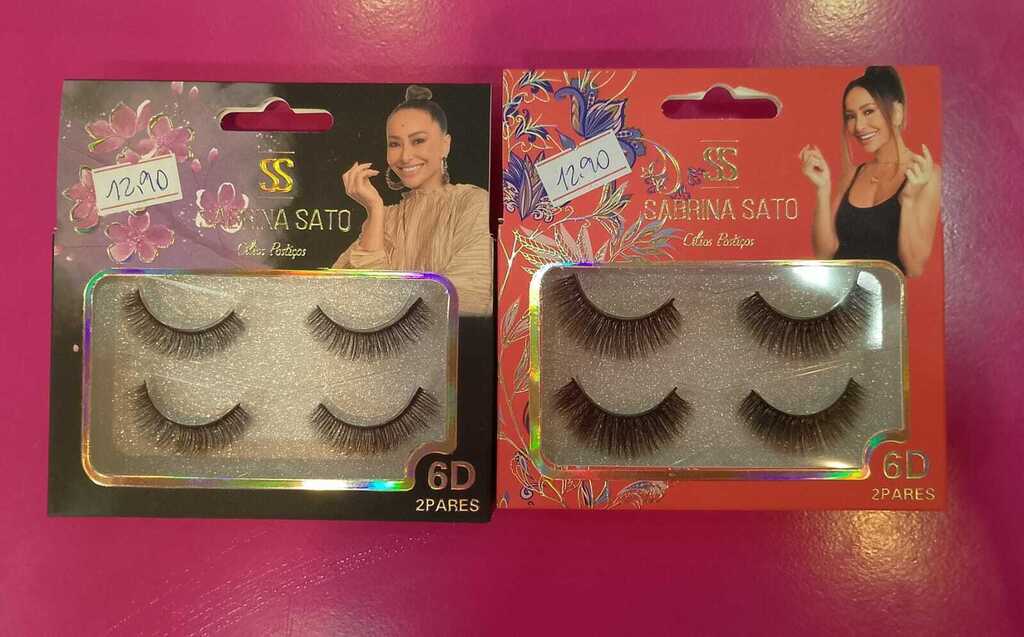 12,90
SS
SABRINA SATO
Cílios Postiços
6D
2PARES
12,90
SS
SABRINA SATO
Cílios Postiços
6D
2PARES